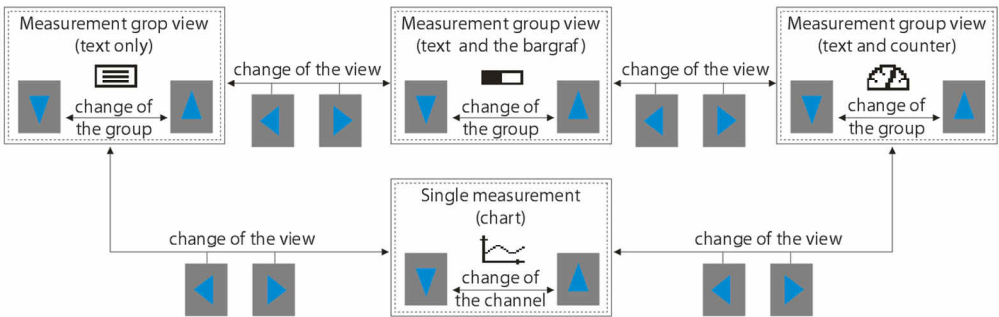 Measurement grop view
(text only)
change of
the group
change of the view
Measurement group view
(text and the bargraf)
change of
the group
change of the view
Measurement group view
(text and counter)
change of
the group
change of the view
Single measurement
(chart)
change of
the channel
change of the view